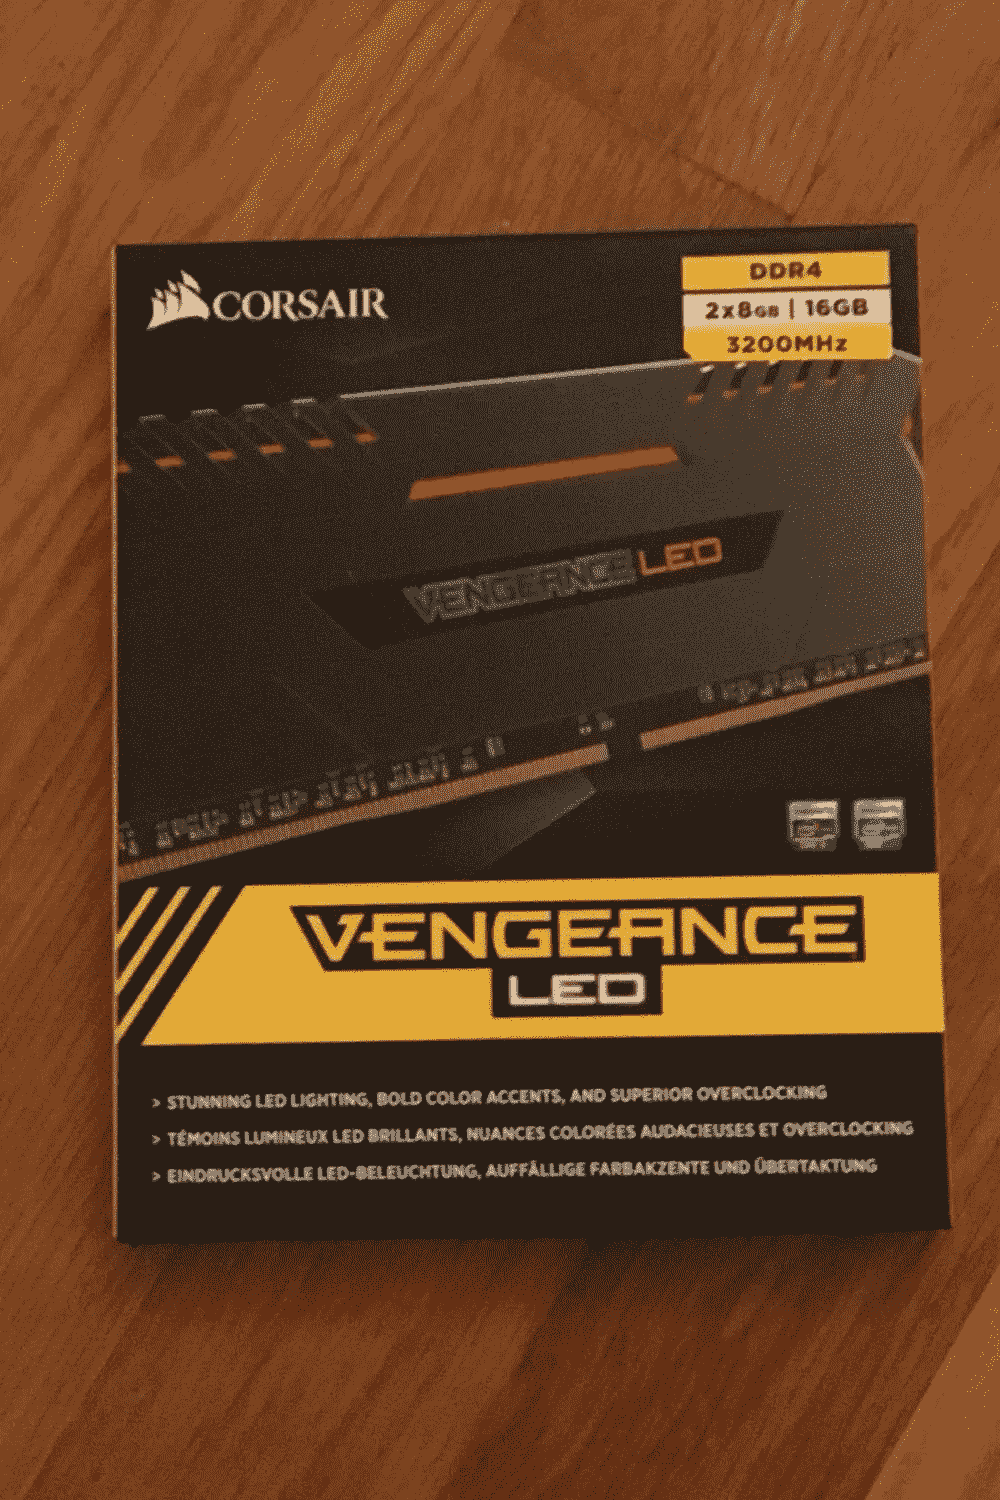 CORSAIR
DDR4
2x8GB | 16GB
3200MHz
VENGEANCE LED
VENGEANCE
LED
> STUNNING LED LIGHTING, BOLD COLOR ACCENTS, AND SUPERIOR OVERCLOCKING
> TÉMOINS LUMINEUX LED BRILLANTS, NUANCES COLORÉES AUDACIEUSES ET OVERCLOCKING
> EINDRUCKSVOLLE LED-BELEUCHTUNG, AUFFÄLLIGE FARBAKZENTE UND ÜBERTAKTUNG